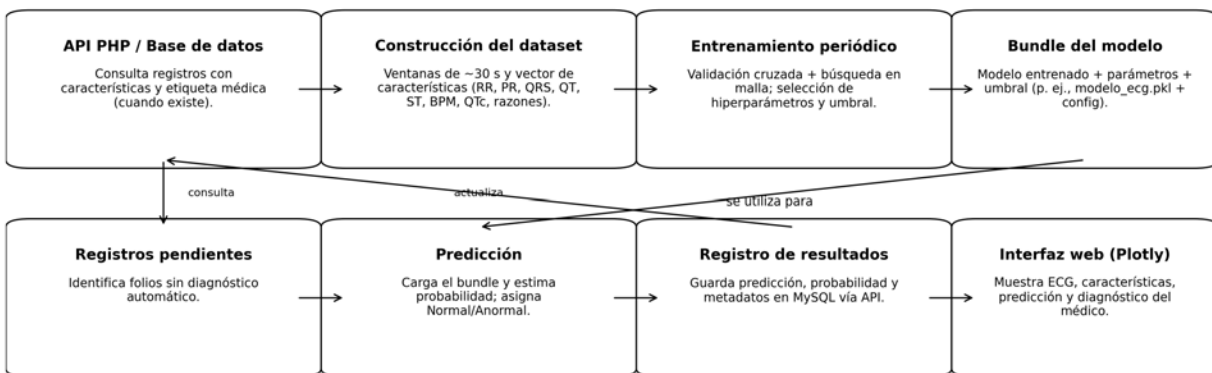 API PHP / Base de datos
Consulta registros con
características y etiqueta médica
(cuando existe).
Construcción del dataset
Ventanas de ~30 s y vector de
características (RR, PR, QRS, QT,
ST, BPM, QTc, razones).
Entrenamiento periódico
Validación cruzada + búsqueda en
malla; selección de
hiperparámetros y umbral.
Bundle del modelo
Modelo entrenado + parámetros +
umbral (p. ej., modelo_ecg.pkl +
config).
consulta
actualiza
se utiliza para
Registros pendientes
Identifica folios sin diagnóstico
automático.
Predicción
Carga el bundle y estima
probabilidad; asigna
Normal/Anormal.
Registro de resultados
Guarda predicción, probabilidad y
metadatos en MySQL vía API.
Interfaz web (Plotly)
Muestra ECG, características,
predicción y diagnóstico del
médico.